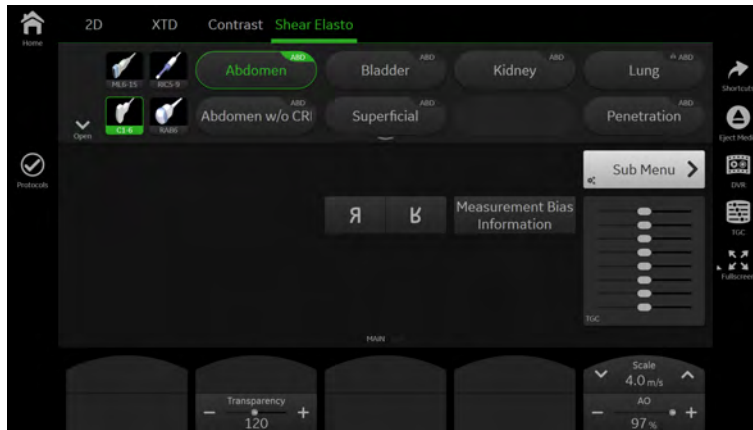 2D XTD Contrast Shear Elasto
Home
ML6-15 RIC5-9
ABD ABD ABD ABD
Abdomen Bladder Kidney Lung
Shortcuts
C1-6 RAB6
ABD ABD ABD
Abdomen w/o CRI Superficial Penetration
Open
Eject Media
Protocols
Sub Menu
DVR
R R
Measurement Bias
Information
TGC
Fullscreen
TGC
MAIN
Scale
4.0 m/s
Transparency
120
AO
97 %